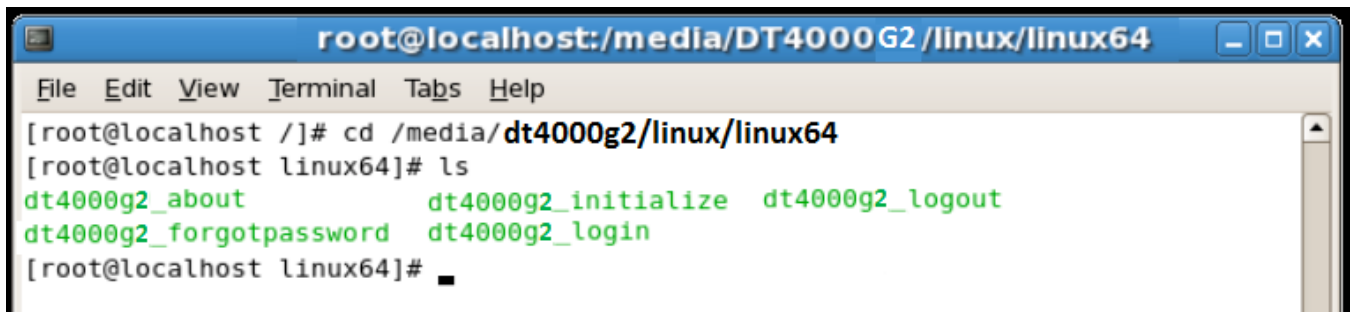 root@localhost:/media/DT4000G2/linux/linux64
File Edit View Terminal Tabs Help
[root@localhost /]# cd /media/dt4000g2/linux/linux64
[root@localhost linux64]# ls
dt4000g2_about dt4000g2_initialize dt4000g2_logout
dt4000g2_forgotpassword dt4000g2_login
[root@localhost linux64]#